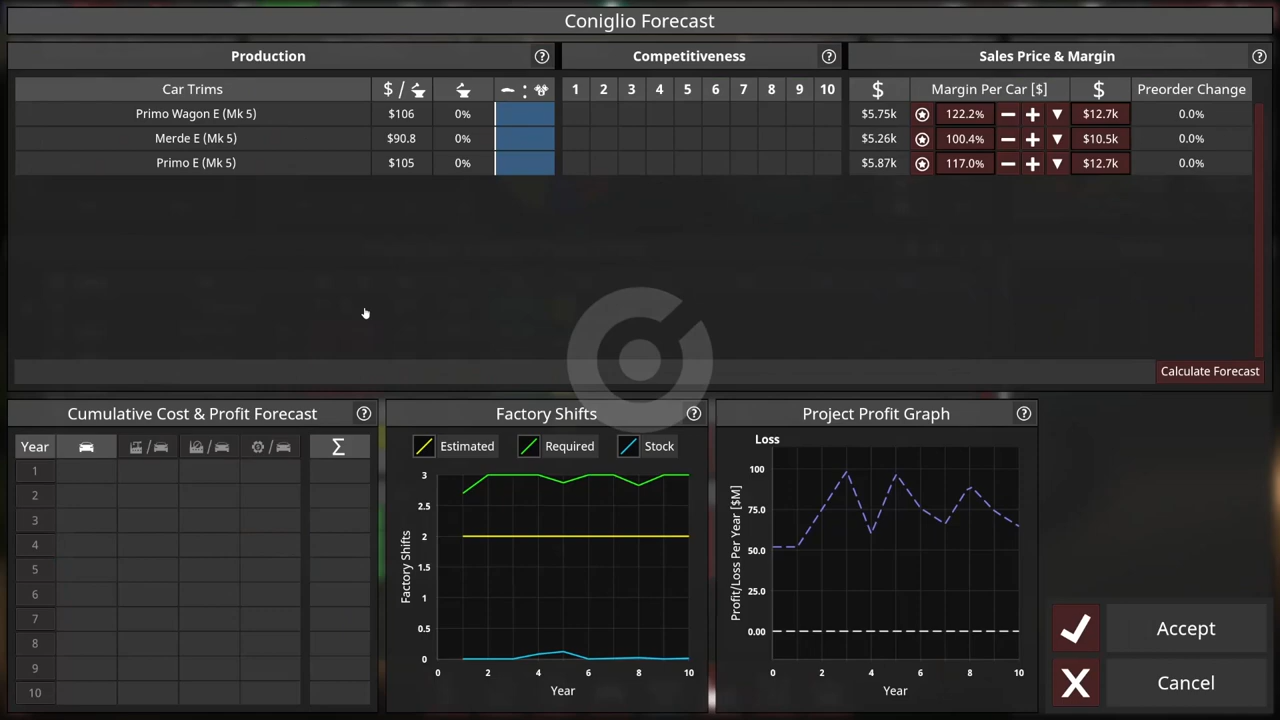 Coniglio Forecast
Production ?
Competitiveness ?
Sales Price & Margin ?
Car Trims $ / : 1 2 3 4 5 6 7 8 9 10 $ Margin Per Car [$] $ Preorder Change
Primo Wagon E (Mk 5) $106 0% $5.75k 122.2% $12.7k 0.0%
Merde E (Mk 5) $90.8 0% $5.26k 100.4% $10.5k 0.0%
Primo E (Mk 5) $105 0% $5.87k 117.0% $12.7k 0.0%
Calculate Forecast
Cumulative Cost & Profit Forecast ?
Year / / / Σ
1
2
3
4
5
6
7
8
9
10
Factory Shifts ?
Estimated Required Stock
3
2.5
2
1.5
1
0.5
0
Factory Shifts
0 2 4 6 8 10
Year
Project Profit Graph ?
Loss
100
75.0
50.0
25.0
0.00
Profit/Loss Per Year [$M]
0 2 4 6 8 10
Year
Accept
Cancel